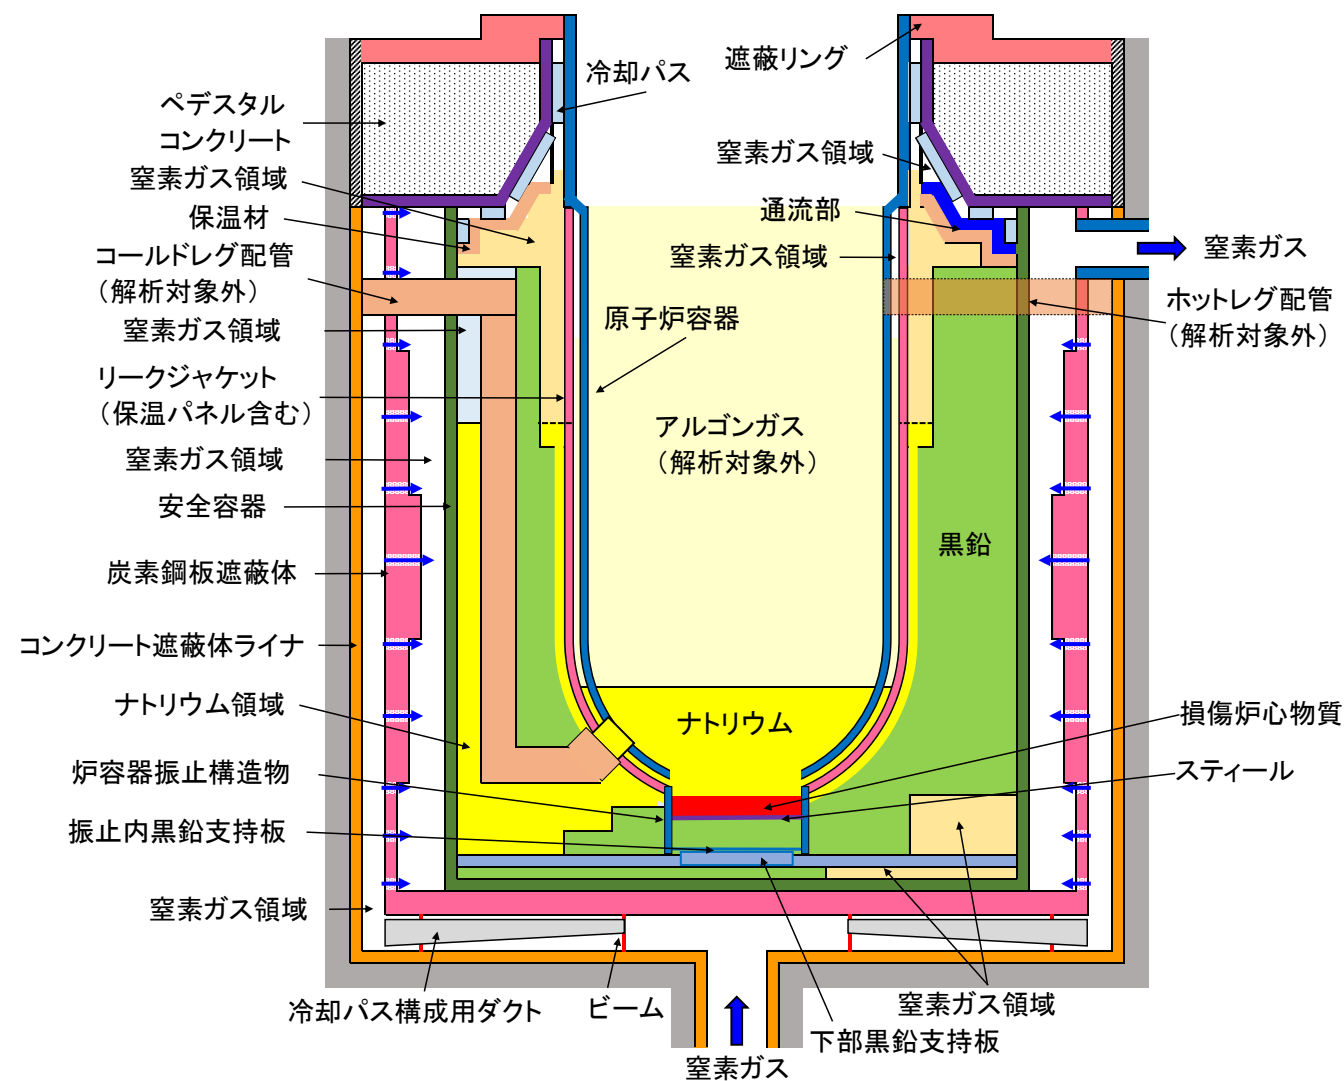 遮蔽リング
冷却パス
ペデスタル
コンクリート
窒素ガス領域
窒素ガス領域
保温材
通流部
コールドレグ配管
（解析対象外）
窒素ガス領域
窒素ガス
ホットレグ配管
（解析対象外）
窒素ガス領域
原子炉容器
リークジャケット
（保温パネル含む）
アルゴンガス
（解析対象外）
窒素ガス領域
安全容器
黒鉛
炭素鋼板遮蔽体
コンクリート遮蔽体ライナ
ナトリウム領域
ナトリウム
損傷炉心物質
炉容器振止構造物
スティール
振止内黒鉛支持板
窒素ガス領域
冷却パス構成用ダクト
ビーム
窒素ガス領域
下部黒鉛支持板
窒素ガス